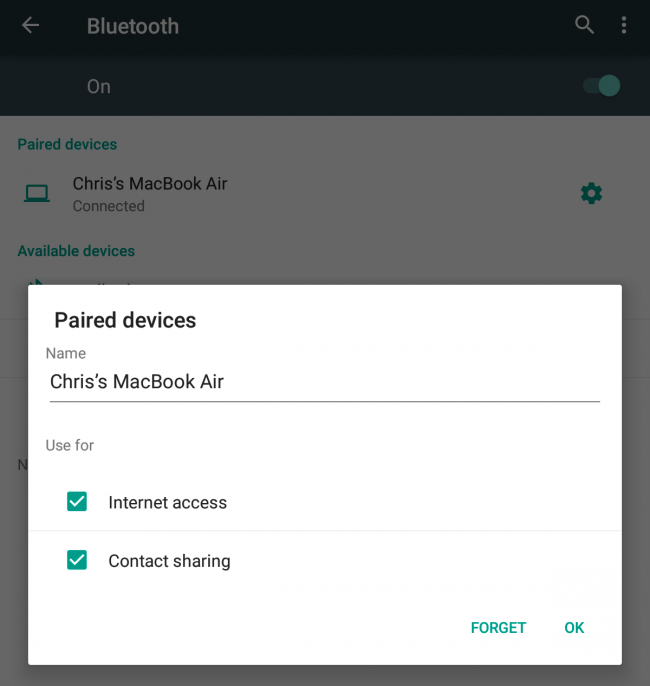 Bluetooth
On
Paired devices
Chris’s MacBook Air
Connected
Available devices
Paired devices
Name
Chris’s MacBook Air
Use for
Internet access
Contact sharing
FORGET
OK